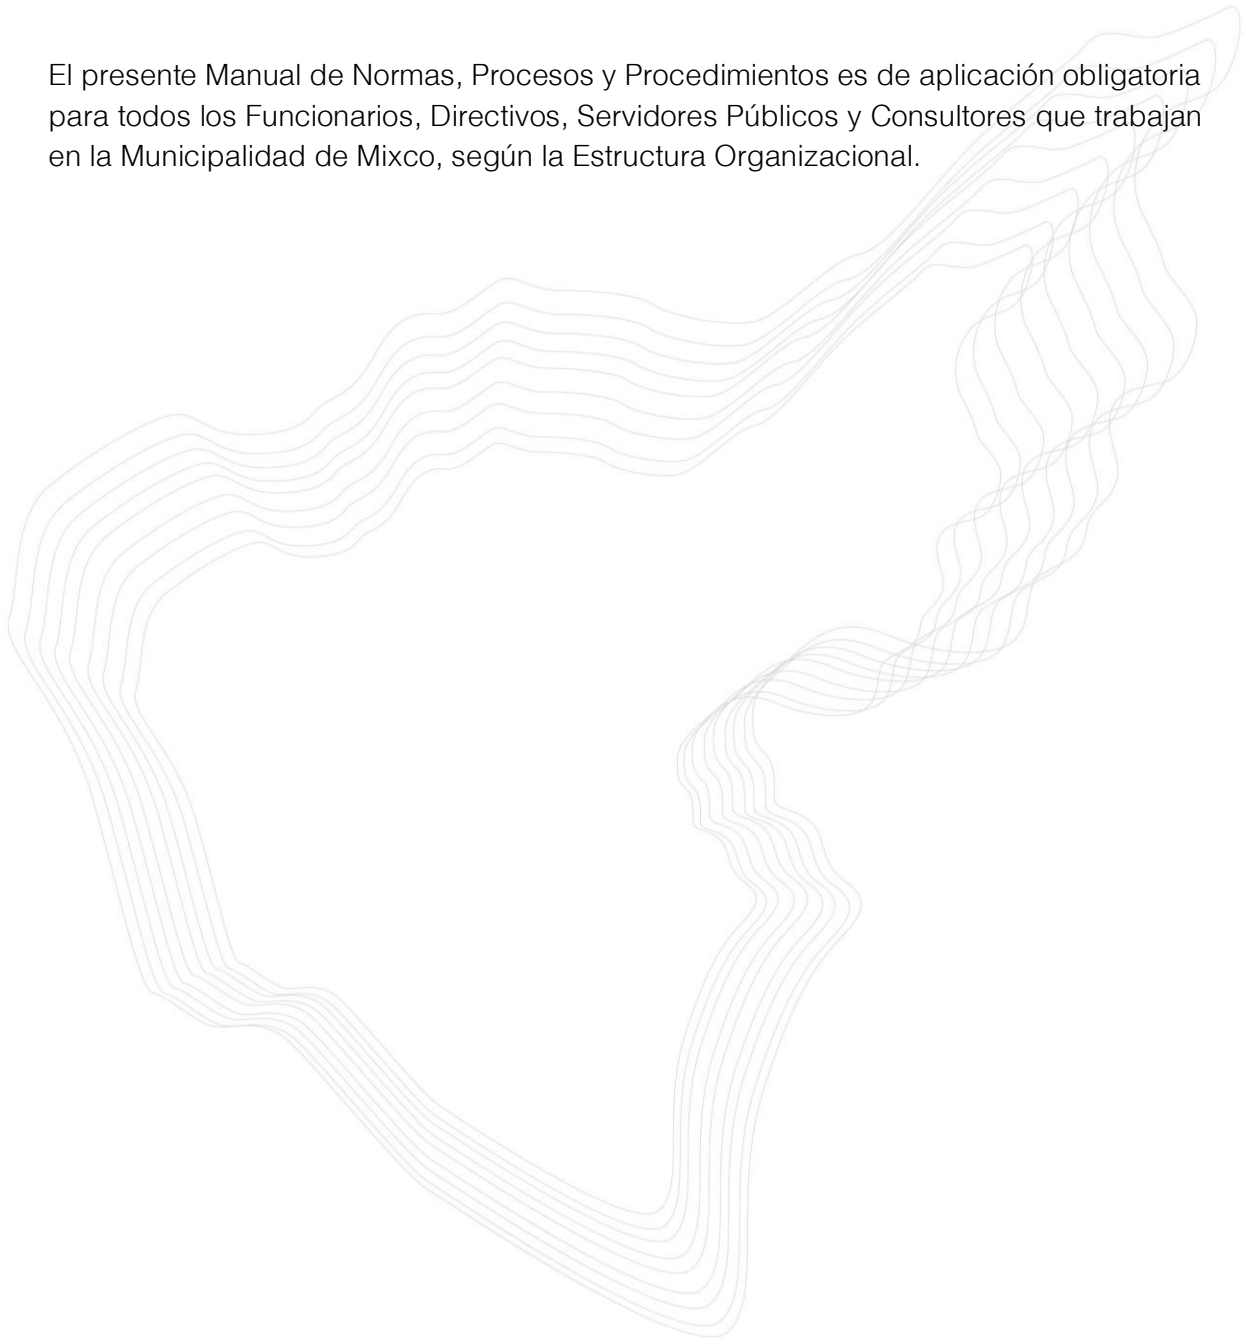 El presente Manual de Normas, Procesos y Procedimientos es de aplicación obligatoria
para todos los Funcionarios, Directivos, Servidores Públicos y Consultores que trabajan
en la Municipalidad de Mixco, según la Estructura Organizacional.